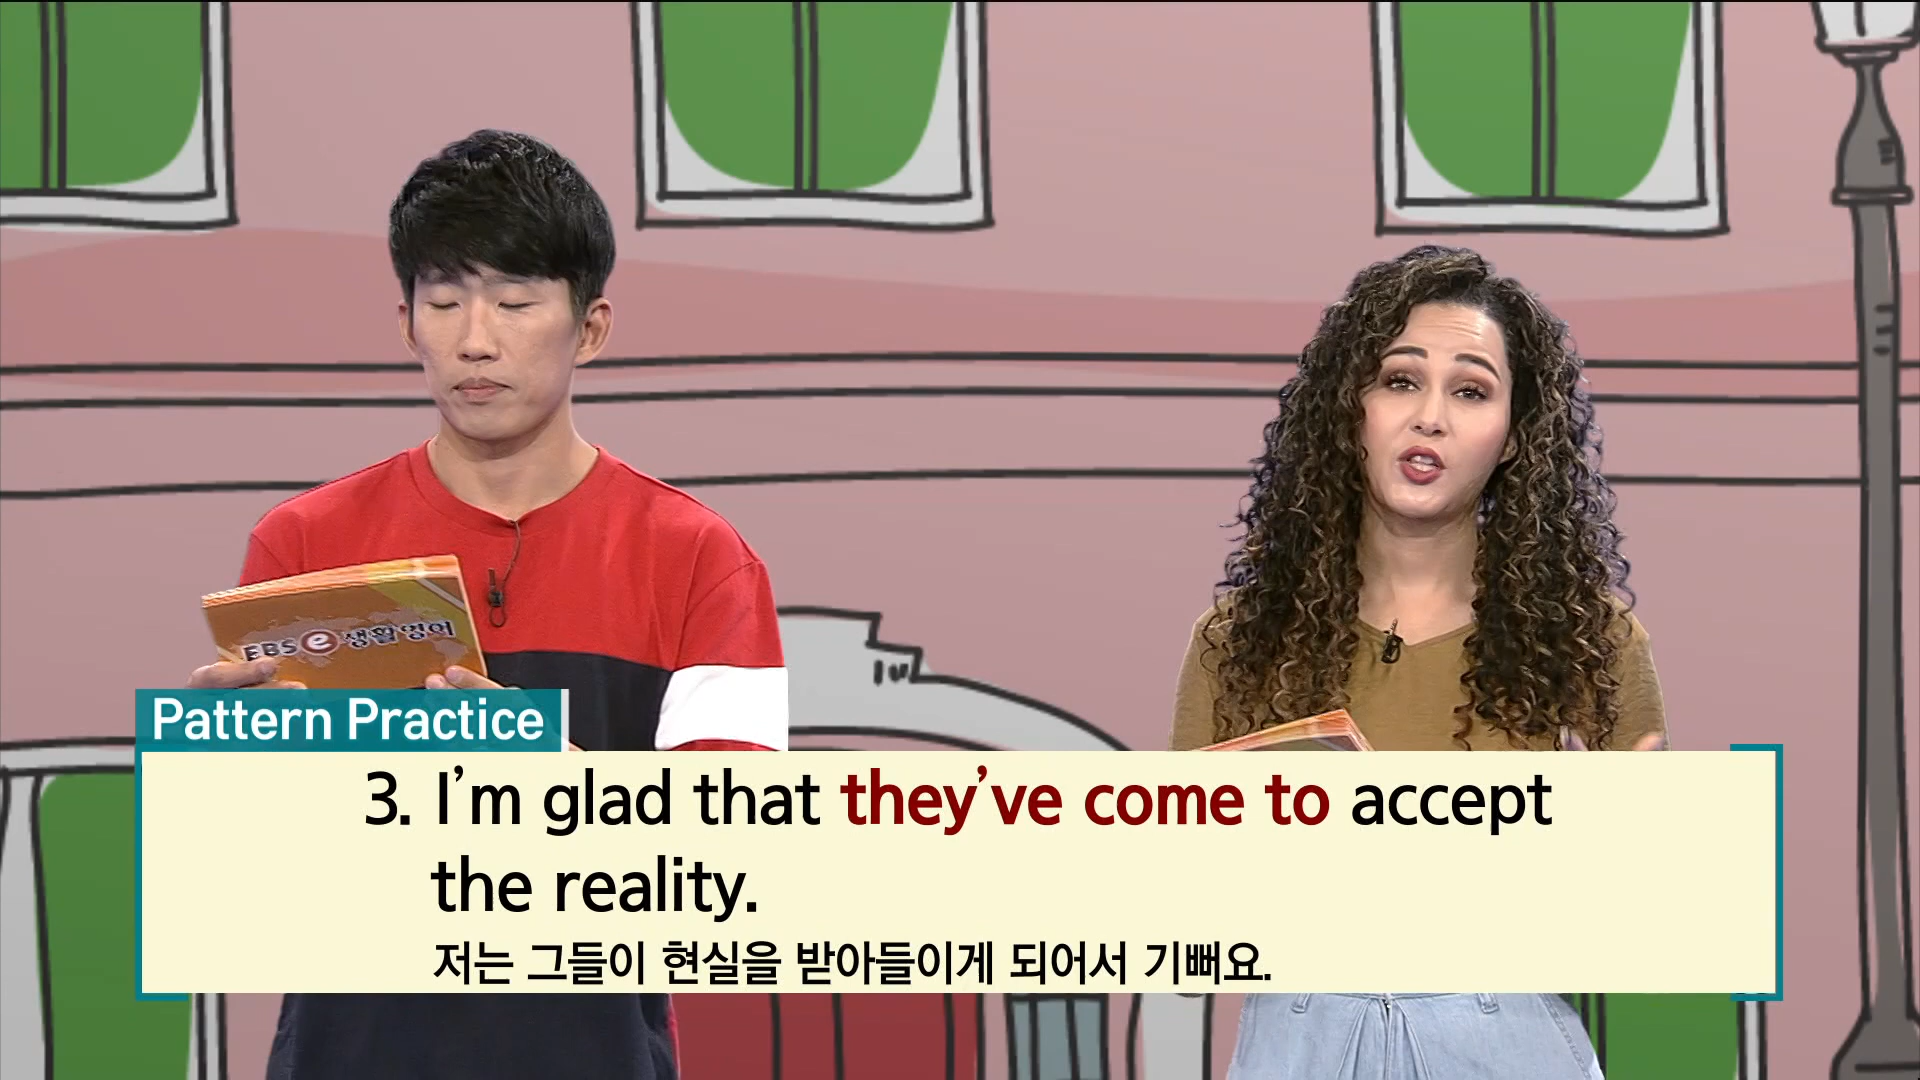 EBS e 생활영어
Pattern Practice
3. I'm glad that they've come to accept
the reality.
저는 그들이 현실을 받아들이게 되어서 기뻐요.